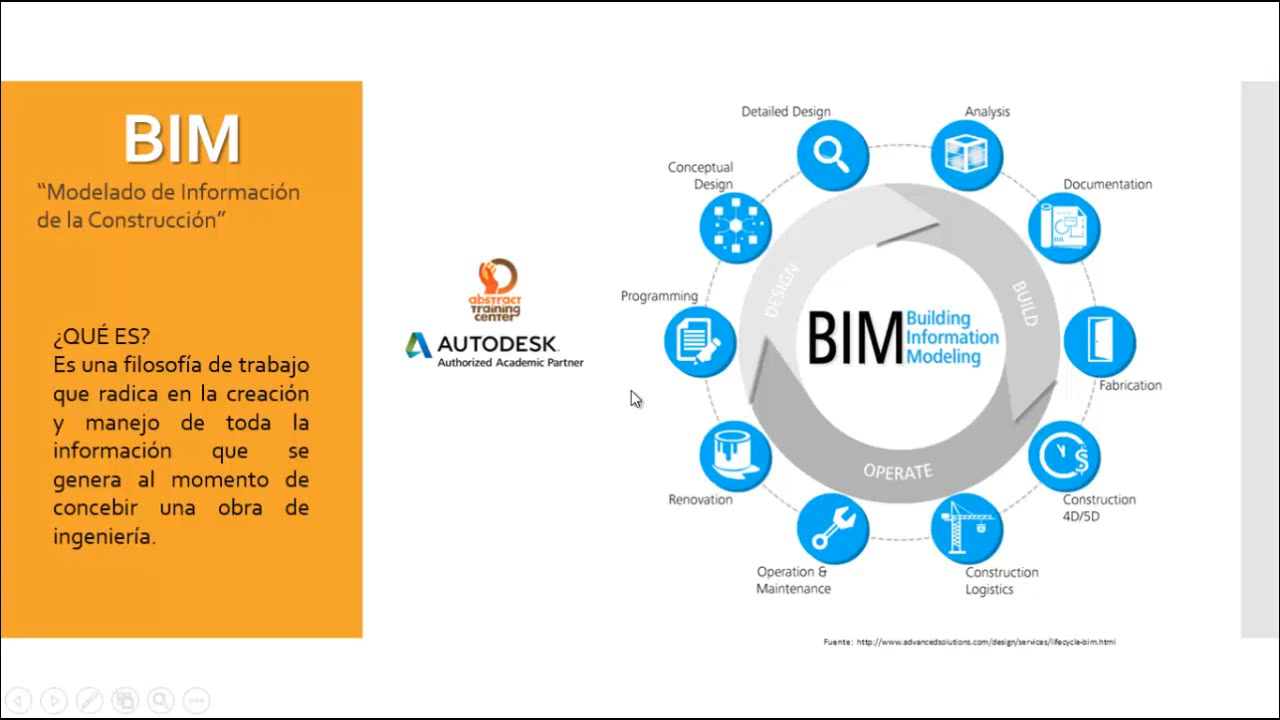 BIM
“Modelado de Información
de la Construcción”
¿QUÉ ES?
Es una filosofía de trabajo
que radica en la creación
y manejo de toda la
información que se
genera al momento de
concebir una obra de
ingeniería.
abstract
training
center
AUTODESK.
Authorized Academic Partner
Detailed Design
Analysis
Conceptual
Design
Documentation
Programming
DESIGN
BUILD
BIM
Building
Information
Modeling
Fabrication
OPERATE
Renovation
Construction
4D/5D
Operation &
Maintenance
Construction
Logistics
Fuente: http://www.advancedsolutions.com/design/services/lifecycle-bim.html